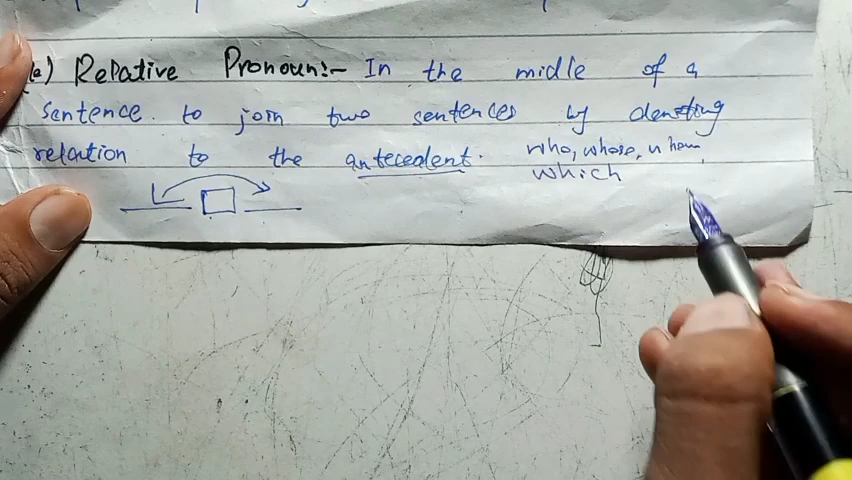 (e) Relative Pronoun:- In the midle of a
sentence. to join two sentences by denoting
relation to the antecedent. who, whose, whom,
which